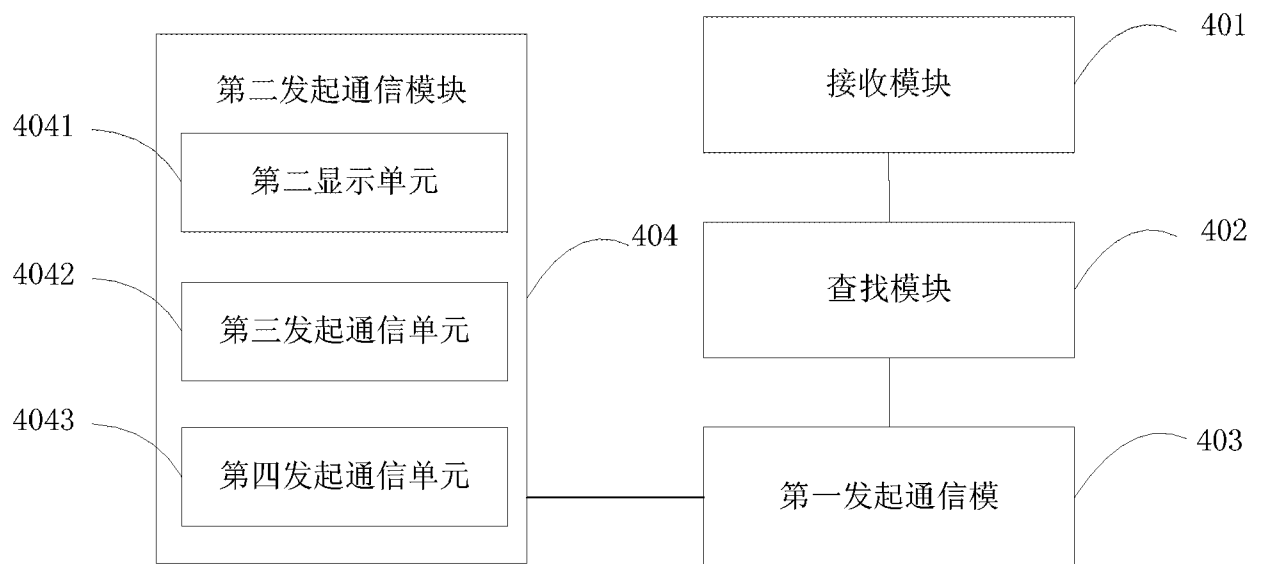 第二发起通信模块
4041
第二显示单元
4042
第三发起通信单元
4043
第四发起通信单元
404
401
接收模块
402
查找模块
403
第一发起通信模